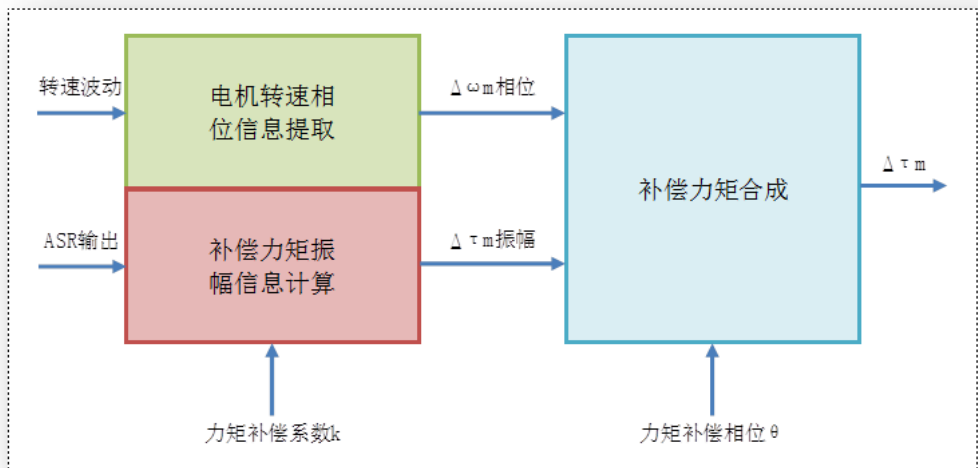 转速波动
电机转速相
位信息提取
Δωm相位
补偿力矩合成
Δτm
ASR输出
补偿力矩振
幅信息计算
Δτm振幅
力矩补偿系数k
力矩补偿相位θ